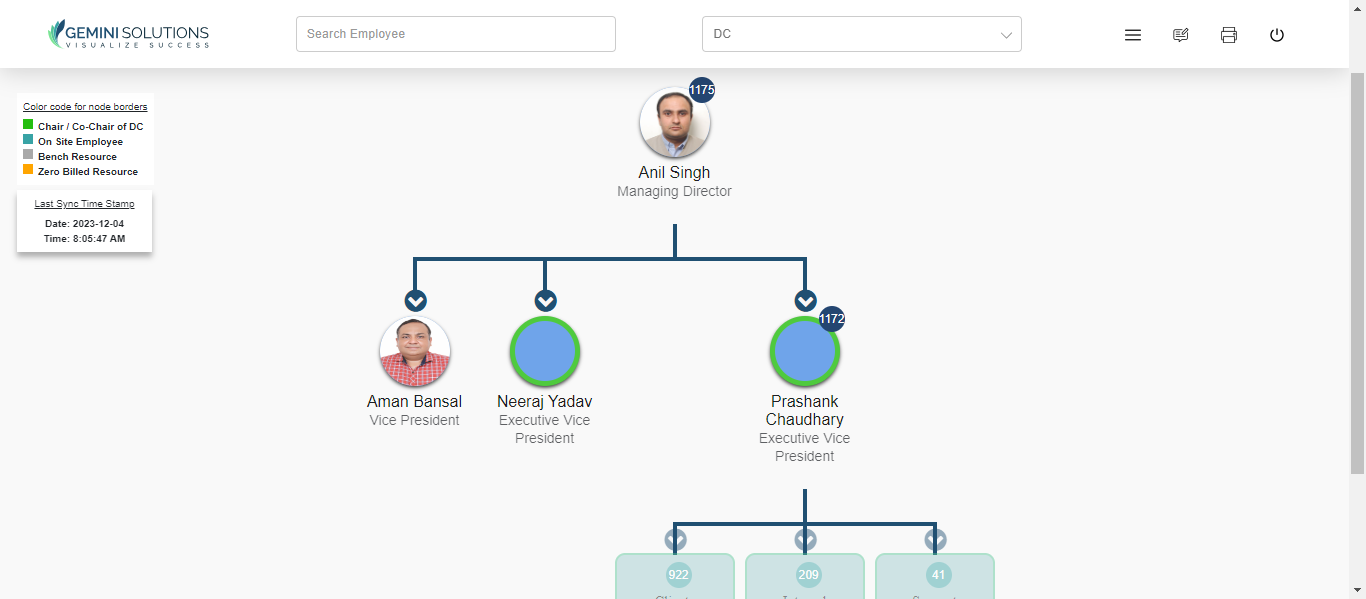 GEMINI SOLUTIONS
VISUALIZE SUCCESS
Search Employee
DC
Color code for node borders
Chair / Co-Chair of DC
On Site Employee
Bench Resource
Zero Billed Resource
Last Sync Time Stamp
Date: 2023-12-04
Time: 8:05:47 AM
1175
Anil Singh
Managing Director
1172
Aman Bansal
Vice President
Neeraj Yadav
Executive Vice
President
Prashank
Chaudhary
Executive Vice
President
922
209
41